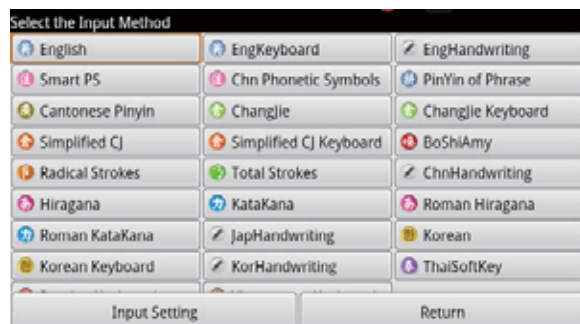 Select the Input Method
English EngKeyboard EngHandwriting
Smart PS Chn Phonetic Symbols PinYin of Phrase
Cantonese Pinyin ChangJie ChangJie Keyboard
Simplified CJ Simplified CJ Keyboard BoShiAmy
Radical Strokes Total Strokes ChnHandwriting
Hiragana KataKana Roman Hiragana
Roman KataKana JapHandwriting Korean
Korean Keyboard KorHandwriting ThaiSoftKey
Input Setting Return